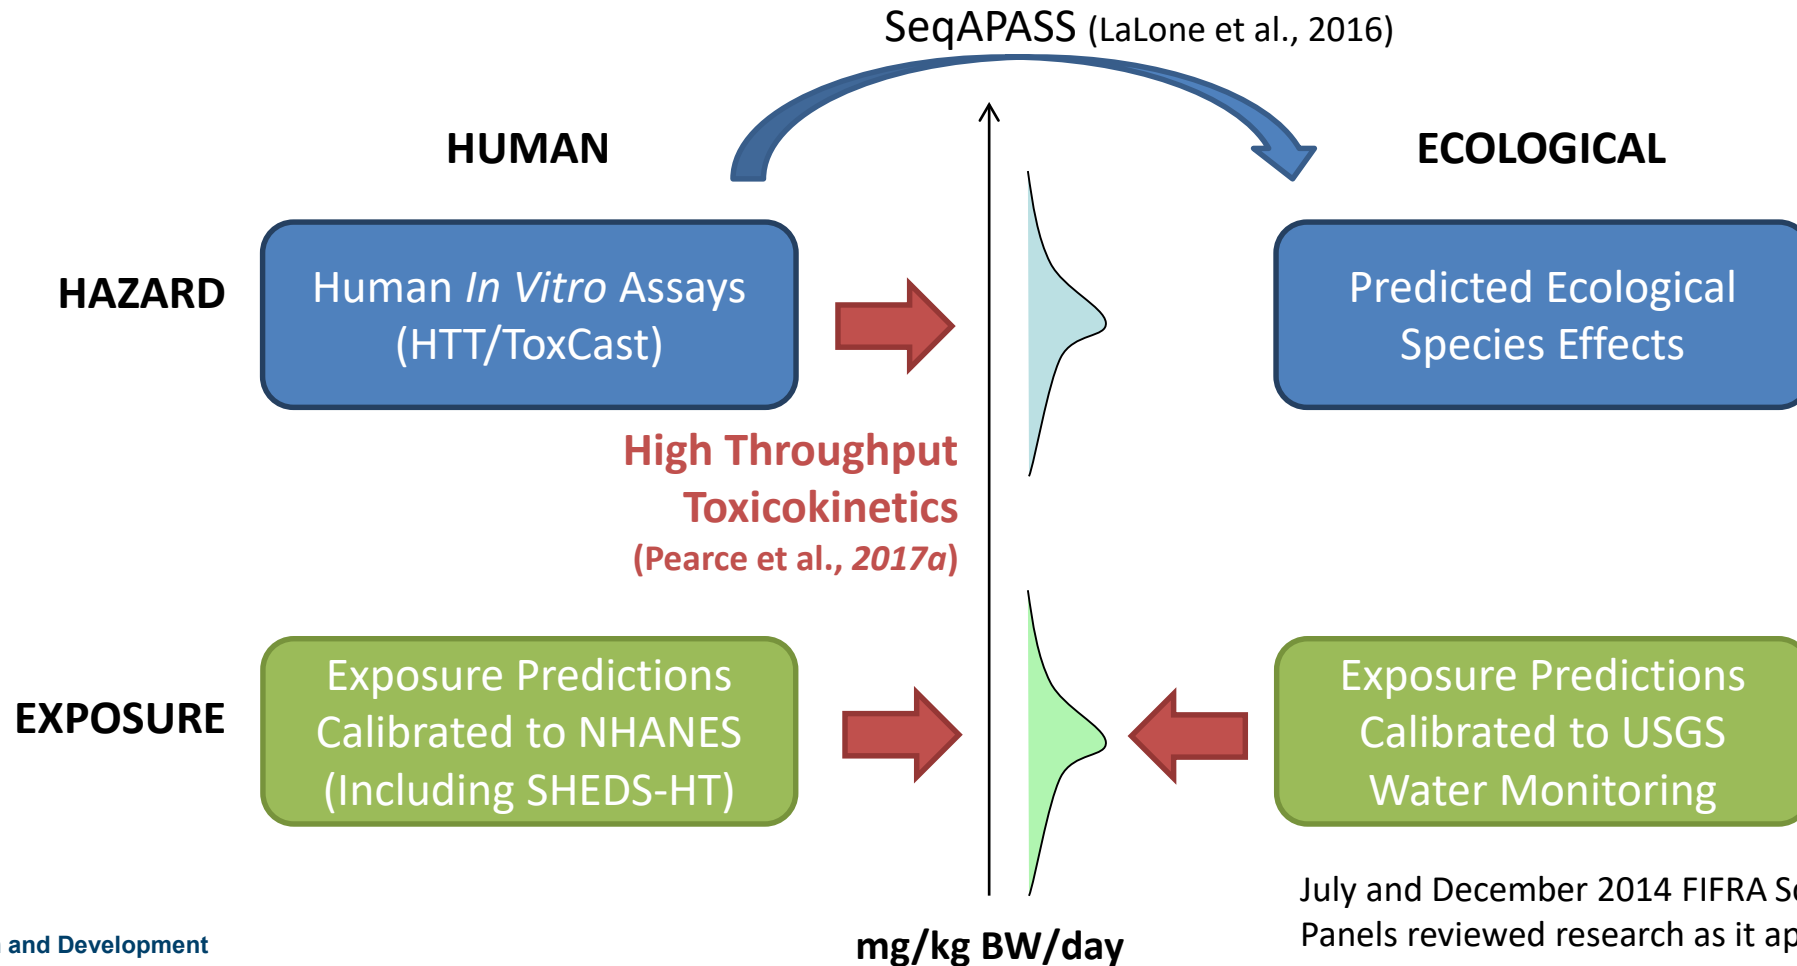 SeqAPASS (LaLone et al., 2016)
HUMAN
ECOLOGICAL
HAZARD
Human In Vitro Assays
(HTT/ToxCast)
Predicted Ecological
Species Effects
High Throughput
Toxicokinetics
(Pearce et al., 2017a)
EXPOSURE
Exposure Predictions
Calibrated to NHANES
(Including SHEDS-HT)
Exposure Predictions
Calibrated to USGS
Water Monitoring
July and December 2014 FIFRA
Panels reviewed research as it
and Development
mg/kg BW/day